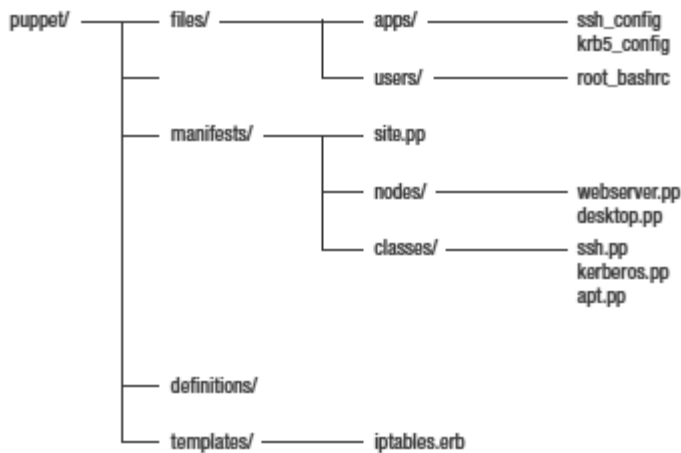 puppet/ files/ apps/ ssh_config
krb5_config
users/ root_bashrc
manifests/ site.pp
nodes/ webserver.pp
desktop.pp
classes/ ssh.pp
kerberos.pp
apt.pp
definitions/
templates/ iptables.erb